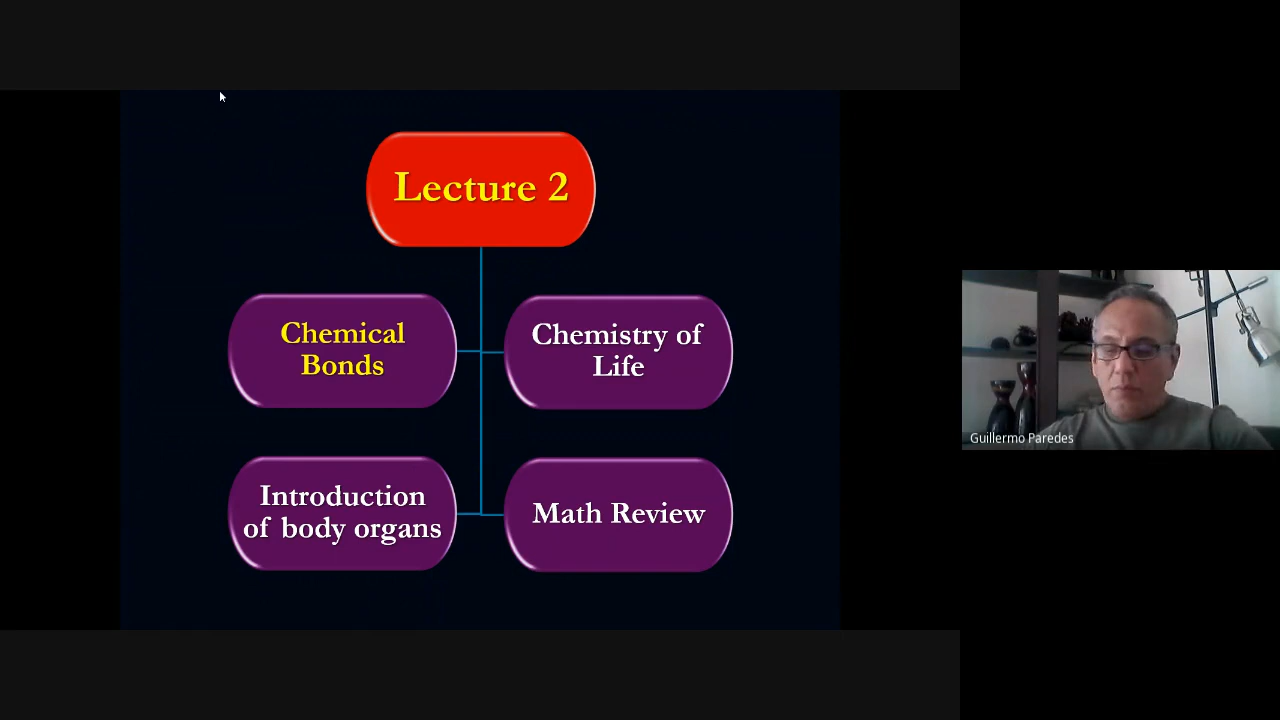 Lecture 2
Chemical
Bonds
Chemistry of
Life
Introduction
of body organs
Math Review
Guillermo Paredes